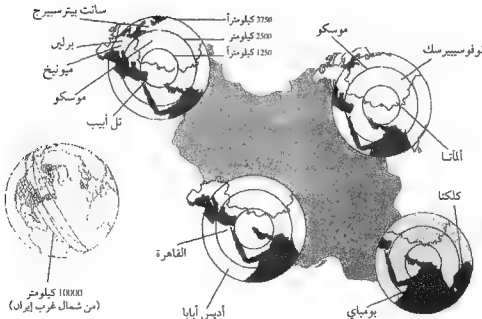 سانت بيترسبيرج
برلين
ميونيخ
موسكو
تل أبيب
3750 كيلومتراً
2500 كيلومتراً
1250 كيلومتراً
موسكو
نوفوسيبيرسك
ألماتا
القاهرة
أديس أبابا
كلكتا
بومباي
10000 كيلومتر
(من شمال غرب إيران)